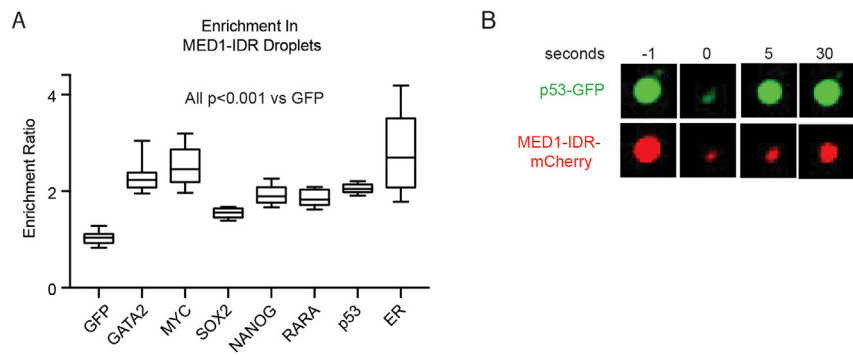 A
Enrichment In
MED1-IDR Droplets
All p<0.001 vs GFP
Enrichment Ratio
4
2
0
GFP
GATA2
MYC
SOX2
NANOG
RARA
p53
ER
B
seconds -1 0 5 30
p53-GFP
MED1-IDR-
mCherry